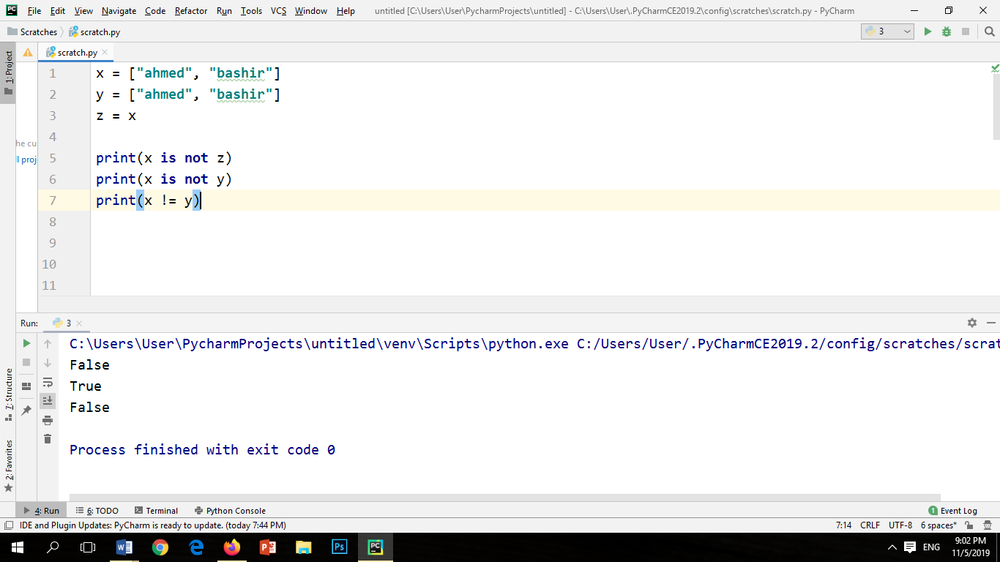 File Edit View Navigate Code Refactor Run Tools VCS Window Help untitled [C:\Users\User\PycharmProjects\untitled] - C:\Users\User\.PyCharmCE2019.2\config\scratches\scratch.py - PyCharm
Scratches scratch.py 3
1: Project
scratch.py
1 x = ["ahmed", "bashir"]
2 y = ["ahmed", "bashir"]
3 z = x
4
he cu
5 print(x is not z)
ll proj
6 print(x is not y)
7 print(x != y)
8
9
10
11
Run: 3
C:\Users\User\PycharmProjects\untitled\venv\Scripts\python.exe C:/Users/User/.PyCharmCE2019.2/config/scratches/scrat
False
True
False
Process finished with exit code 0
7: Structure
2: Favorites
4: Run 6: TODO Terminal Python Console 1 Event Log
IDE and Plugin Updates: PyCharm is ready to update. (today 7:44 PM) 7:14 CRLF UTF-8 6 spaces*
ENG 9:02 PM
11/5/2019